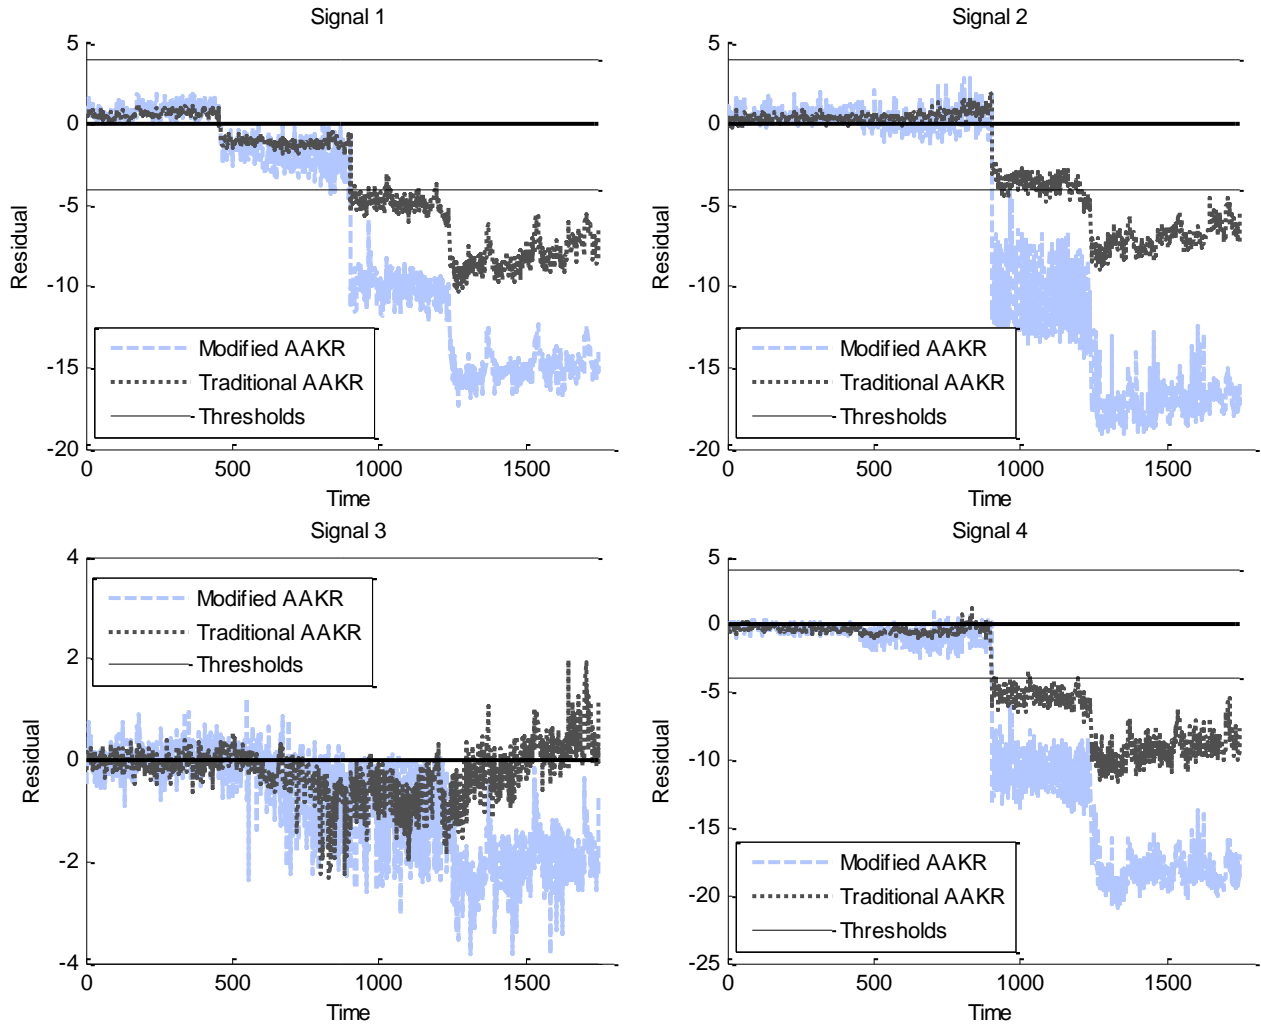 Signal 1
5
0
-5
-10
-15
-20
Residual
Modified AAKR
Traditional AAKR
Thresholds
0
500
1000
1500
Time
Signal 2
5
0
-5
-10
-15
-20
Residual
Modified AAKR
Traditional AAKR
Thresholds
0
500
1000
1500
Time
Signal 3
4
2
0
-2
-4
Residual
Modified AAKR
Traditional AAKR
Thresholds
0
500
1000
1500
Time
Signal 4
5
0
-5
-10
-15
-20
-25
Residual
Modified AAKR
Traditional AAKR
Thresholds
0
500
1000
1500
Time